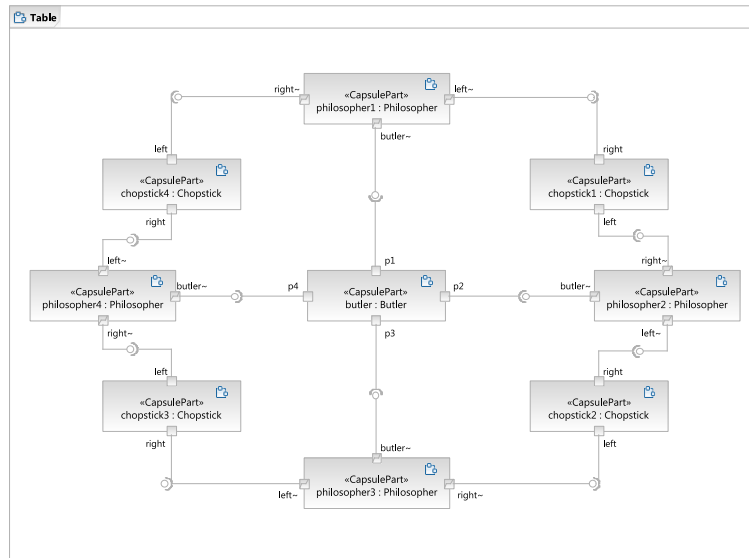 Table
right~
«CapsulePart»
philosopher1 : Philosopher
left~
butler~
left
right
«CapsulePart»
chopstick4 : Chopstick
«CapsulePart»
chopstick1 : Chopstick
right
left
left~
right~
p1
«CapsulePart»
philosopher4 : Philosopher
butler~
p4
«CapsulePart»
butler : Butler
p2
butler~
«CapsulePart»
philosopher2 : Philosopher
right~
p3
left~
left
right
«CapsulePart»
chopstick3 : Chopstick
«CapsulePart»
chopstick2 : Chopstick
right
left
butler~
left~
«CapsulePart»
philosopher3 : Philosopher
right~